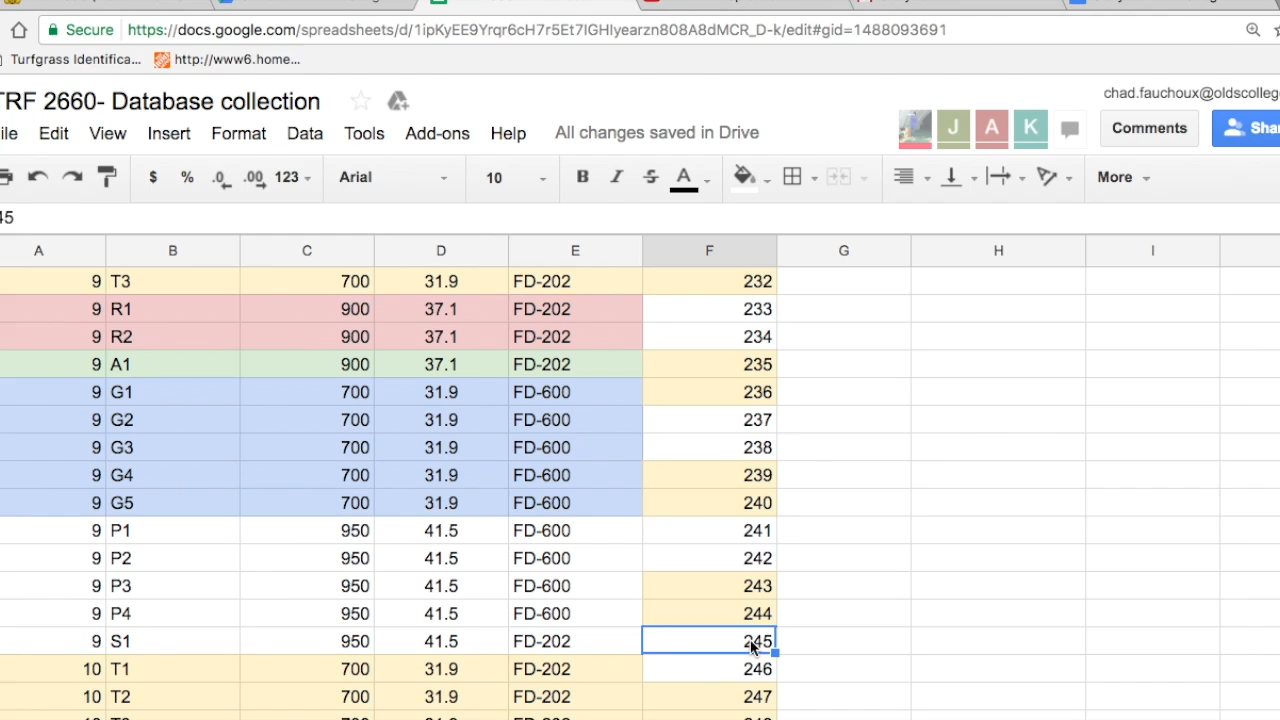 Secure https://docs.google.com/spreadsheets/d/1ipKyEE9Yrqr6cH7r5Et7IGHIyearzn808A8dMCR_D-k/edit#gid=1488093691
Turfgrass Identifica... http://www6.home...
TRF 2660- Database collection
chad.fauchoux@oldscolleg
ile Edit View Insert Format Data Tools Add-ons Help All changes saved in Drive J A K Comments Shar
$ % .0 .00 123 Arial 10 B I S A More
45
A B C D E F G H I
9 T3 700 31.9 FD-202 232
9 R1 900 37.1 FD-202 233
9 R2 900 37.1 FD-202 234
9 A1 900 37.1 FD-202 235
9 G1 700 31.9 FD-600 236
9 G2 700 31.9 FD-600 237
9 G3 700 31.9 FD-600 238
9 G4 700 31.9 FD-600 239
9 G5 700 31.9 FD-600 240
9 P1 950 41.5 FD-600 241
9 P2 950 41.5 FD-600 242
9 P3 950 41.5 FD-600 243
9 P4 950 41.5 FD-600 244
9 S1 950 41.5 FD-202 245
10 T1 700 31.9 FD-202 246
10 T2 700 31.9 FD-202 247